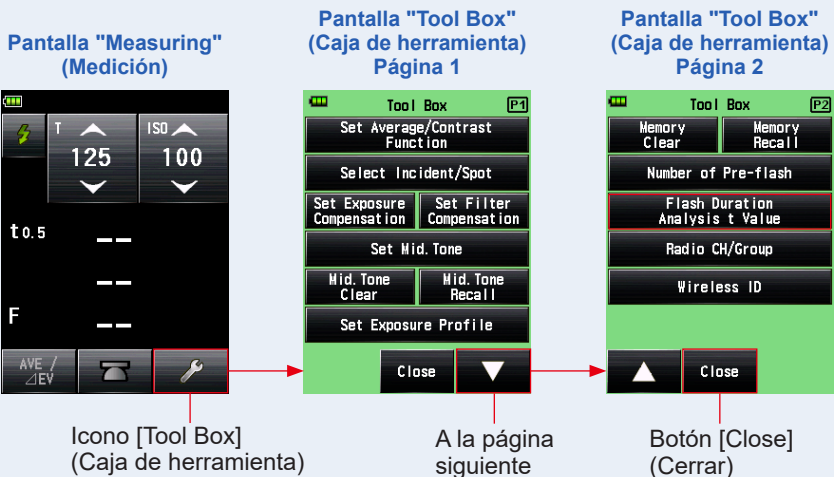 Pantalla "Measuring"
(Medición)
T
125
ISO
100
t0.5
--
--
F
--
AVE /
⊿EV
Icono [Tool Box]
(Caja de herramienta)
Pantalla "Tool Box"
(Caja de herramienta)
Página 1
Tool Box
P1
Set Average/Contrast
Function
Select Incident/Spot
Set Exposure
Compensation
Set Filter
Compensation
Set Mid. Tone
Mid. Tone
Clear
Mid. Tone
Recall
Set Exposure Profile
Close
A la página
siguiente
Pantalla "Tool Box"
(Caja de herramienta)
Página 2
Tool Box
P2
Memory
Clear
Memory
Recall
Number of Pre-flash
Flash Duration
Analysis t Value
Radio CH/Group
Wireless ID
Close
Botón [Close]
(Cerrar)